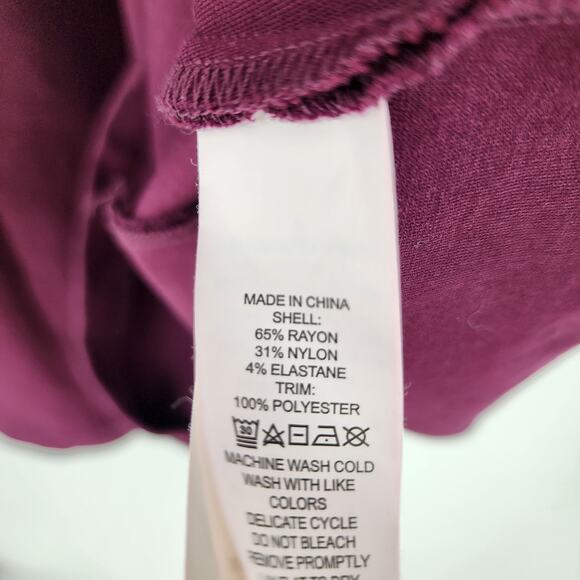 MADE IN CHINA
SHELL:
65% RAYON
31% NYLON
4% ELASTANE
TRIM:
100% POLYESTER
30
MACHINE WASH COLD
WASH WITH LIKE
COLORS
DELICATE CYCLE
DO NOT BLEACH
REMOVE PROMPTLY